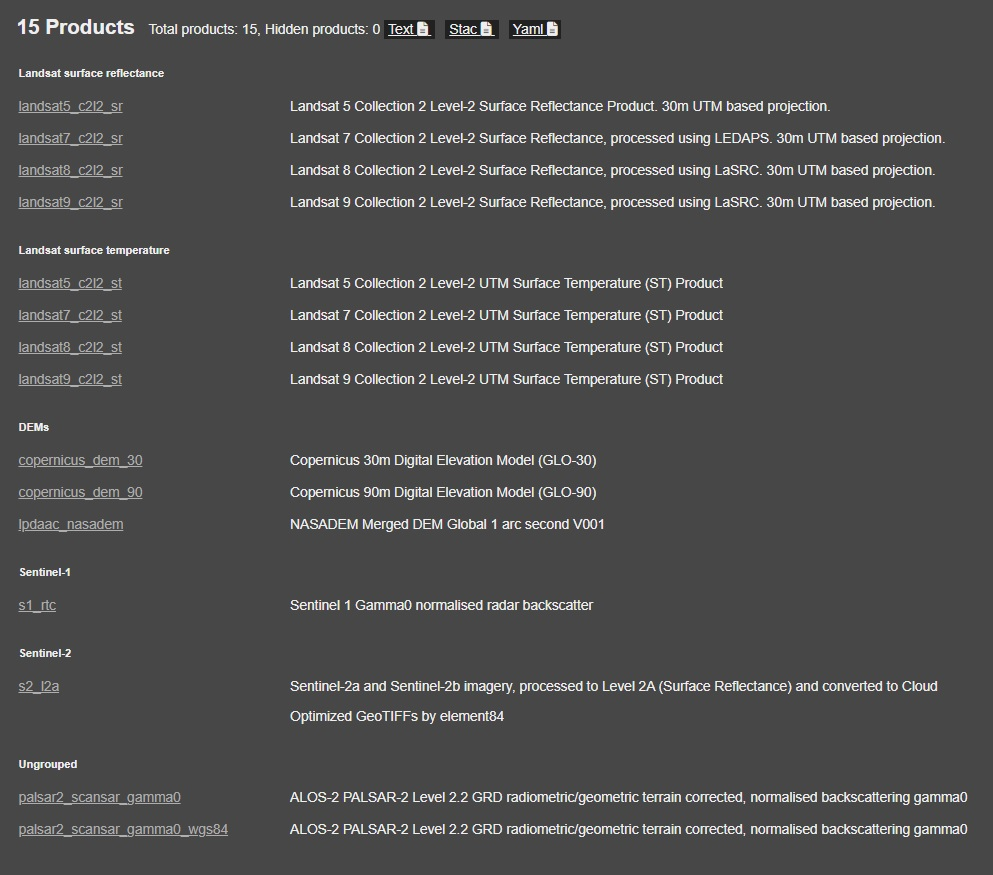 15 Products Total products: 15, Hidden products: 0 Text Stac Yaml
Landsat surface reflectance
landsat5_c2l2_sr Landsat 5 Collection 2 Level-2 Surface Reflectance Product. 30m UTM based projection.
landsat7_c2l2_sr Landsat 7 Collection 2 Level-2 Surface Reflectance, processed using LEDAPS. 30m UTM based projection.
landsat8_c2l2_sr Landsat 8 Collection 2 Level-2 Surface Reflectance, processed using LaSRC. 30m UTM based projection.
landsat9_c2l2_sr Landsat 9 Collection 2 Level-2 Surface Reflectance, processed using LaSRC. 30m UTM based projection.
Landsat surface temperature
landsat5_c2l2_st Landsat 5 Collection 2 Level-2 UTM Surface Temperature (ST) Product
landsat7_c2l2_st Landsat 7 Collection 2 Level-2 UTM Surface Temperature (ST) Product
landsat8_c2l2_st Landsat 8 Collection 2 Level-2 UTM Surface Temperature (ST) Product
landsat9_c2l2_st Landsat 9 Collection 2 Level-2 UTM Surface Temperature (ST) Product
DEMs
copernicus_dem_30 Copernicus 30m Digital Elevation Model (GLO-30)
copernicus_dem_90 Copernicus 90m Digital Elevation Model (GLO-90)
lpdaac_nasadem NASADEM Merged DEM Global 1 arc second V001
Sentinel-1
s1_rtc Sentinel 1 Gamma0 normalised radar backscatter
Sentinel-2
s2_l2a Sentinel-2a and Sentinel-2b imagery, processed to Level 2A (Surface Reflectance) and converted to Cloud
Optimized GeoTIFFs by element84
Ungrouped
palsar2_scansar_gamma0 ALOS-2 PALSAR-2 Level 2.2 GRD radiometric/geometric terrain corrected, normalised backscattering gamma0
palsar2_scansar_gamma0_wgs84 ALOS-2 PALSAR-2 Level 2.2 GRD radiometric/geometric terrain corrected, normalised backscattering gamma0